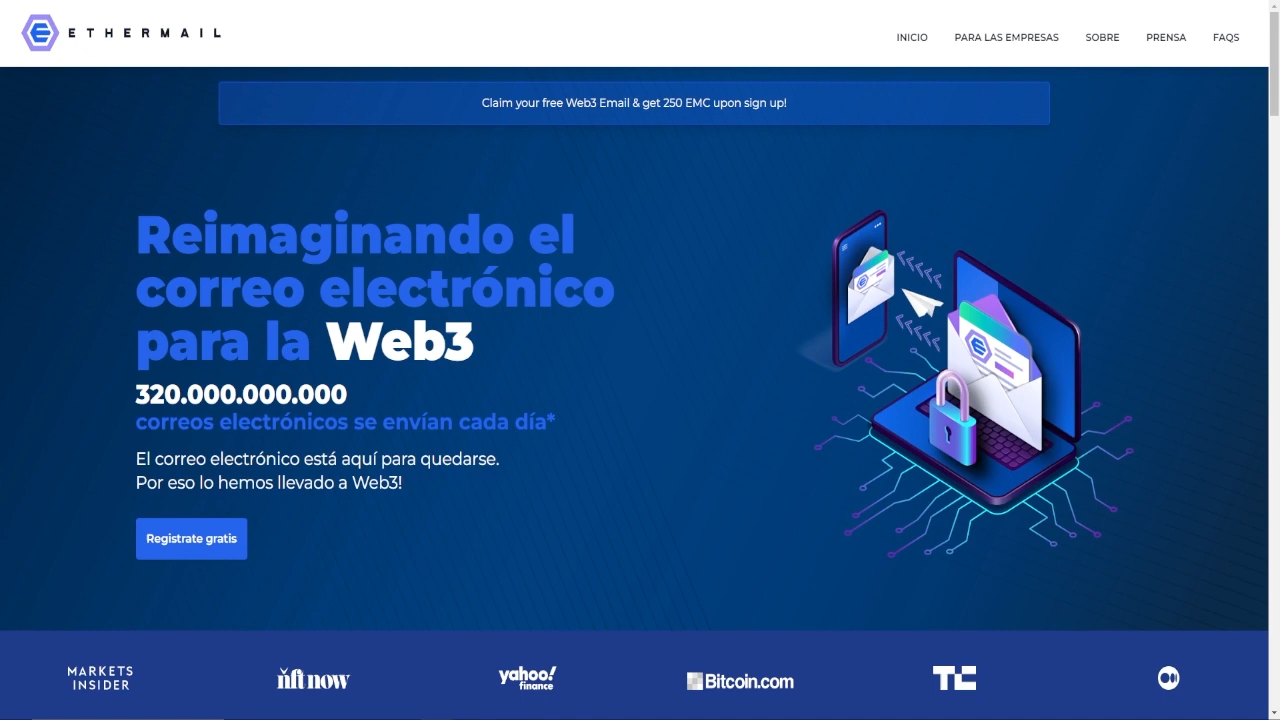 ETHERMAIL
INICIO PARA LAS EMPRESAS SOBRE PRENSA FAQS
Claim your free Web3 Email & get 250 EMC upon sign up!
Reimaginando el
correo electrónico
para la Web3
320.000.000.000
correos electrónicos se envían cada día*
El correo electrónico está aquí para quedarse.
Por eso lo hemos llevado a Web3!
Registrate gratis
MARKETS
INSIDER
nft now
yahoo!
finance
Bitcoin.com
TC